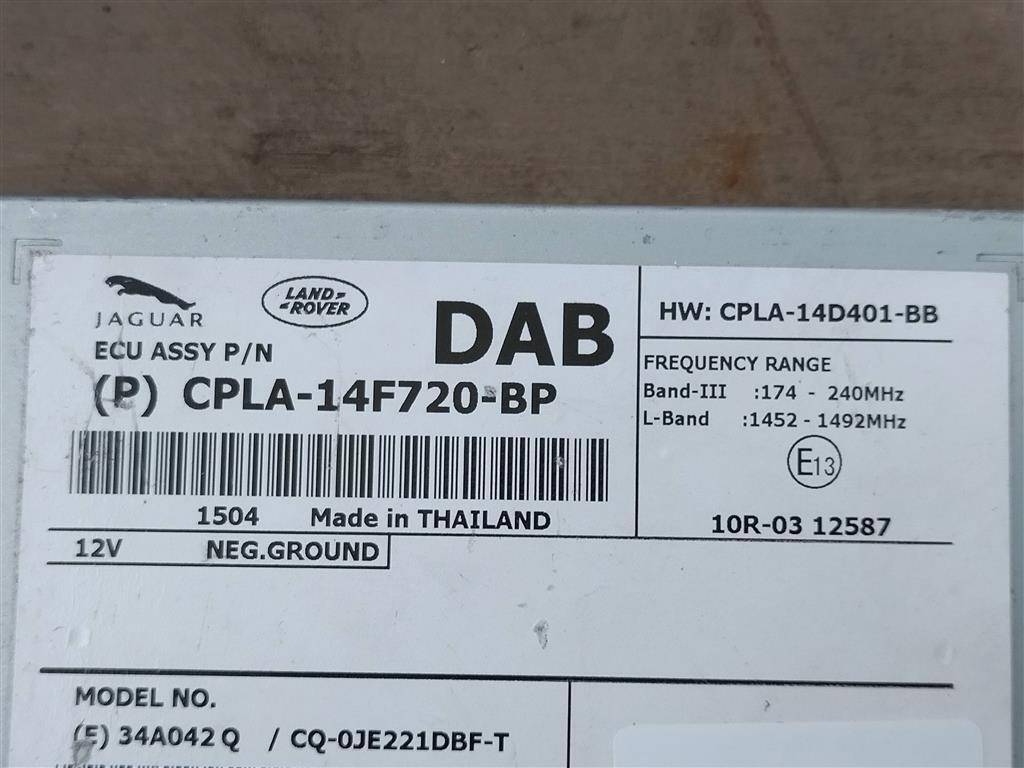 JAGUAR
LAND-
-ROVER
DAB
ECU ASSY P/N
(P) CPLA-14F720-BP
1504 Made in THAILAND
12V NEG.GROUND
HW: CPLA-14D401-BB
FREQUENCY RANGE
Band-III :174 - 240MHz
L-Band :1452 - 1492MHz
E13
10R-03 12587
MODEL NO.
(E) 34A042 Q / CQ-0JE221DBF-T